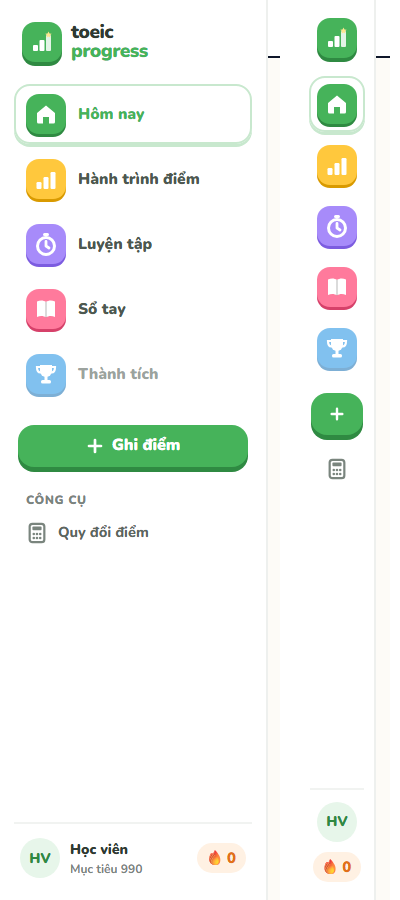 toeic
progress
Hôm nay
Hành trình điểm
Luyện tập
Sổ tay
Thành tích
+ Ghi điểm
CÔNG CỤ
Quy đổi điểm
HV
Học viên
Mục tiêu 990
0
+
HV
0